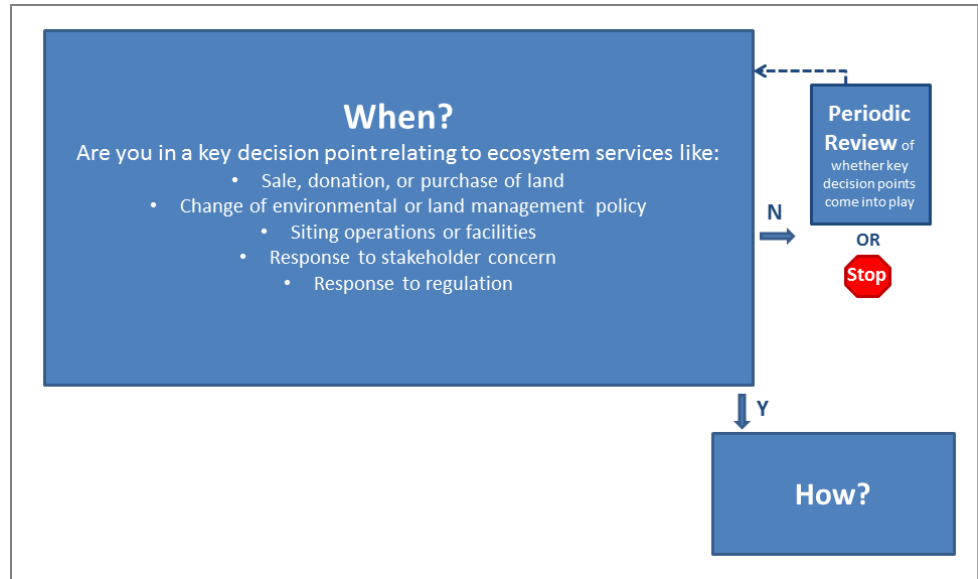 When?
Are you in a key decision point relating to ecosystem services like:
• Sale, donation, or purchase of land
• Change of environmental or land management policy
• Siting operations or facilities
• Response to stakeholder concern
• Response to regulation
N
Periodic
Review of
whether key
decision points
come into play
OR
Stop
Y
How?